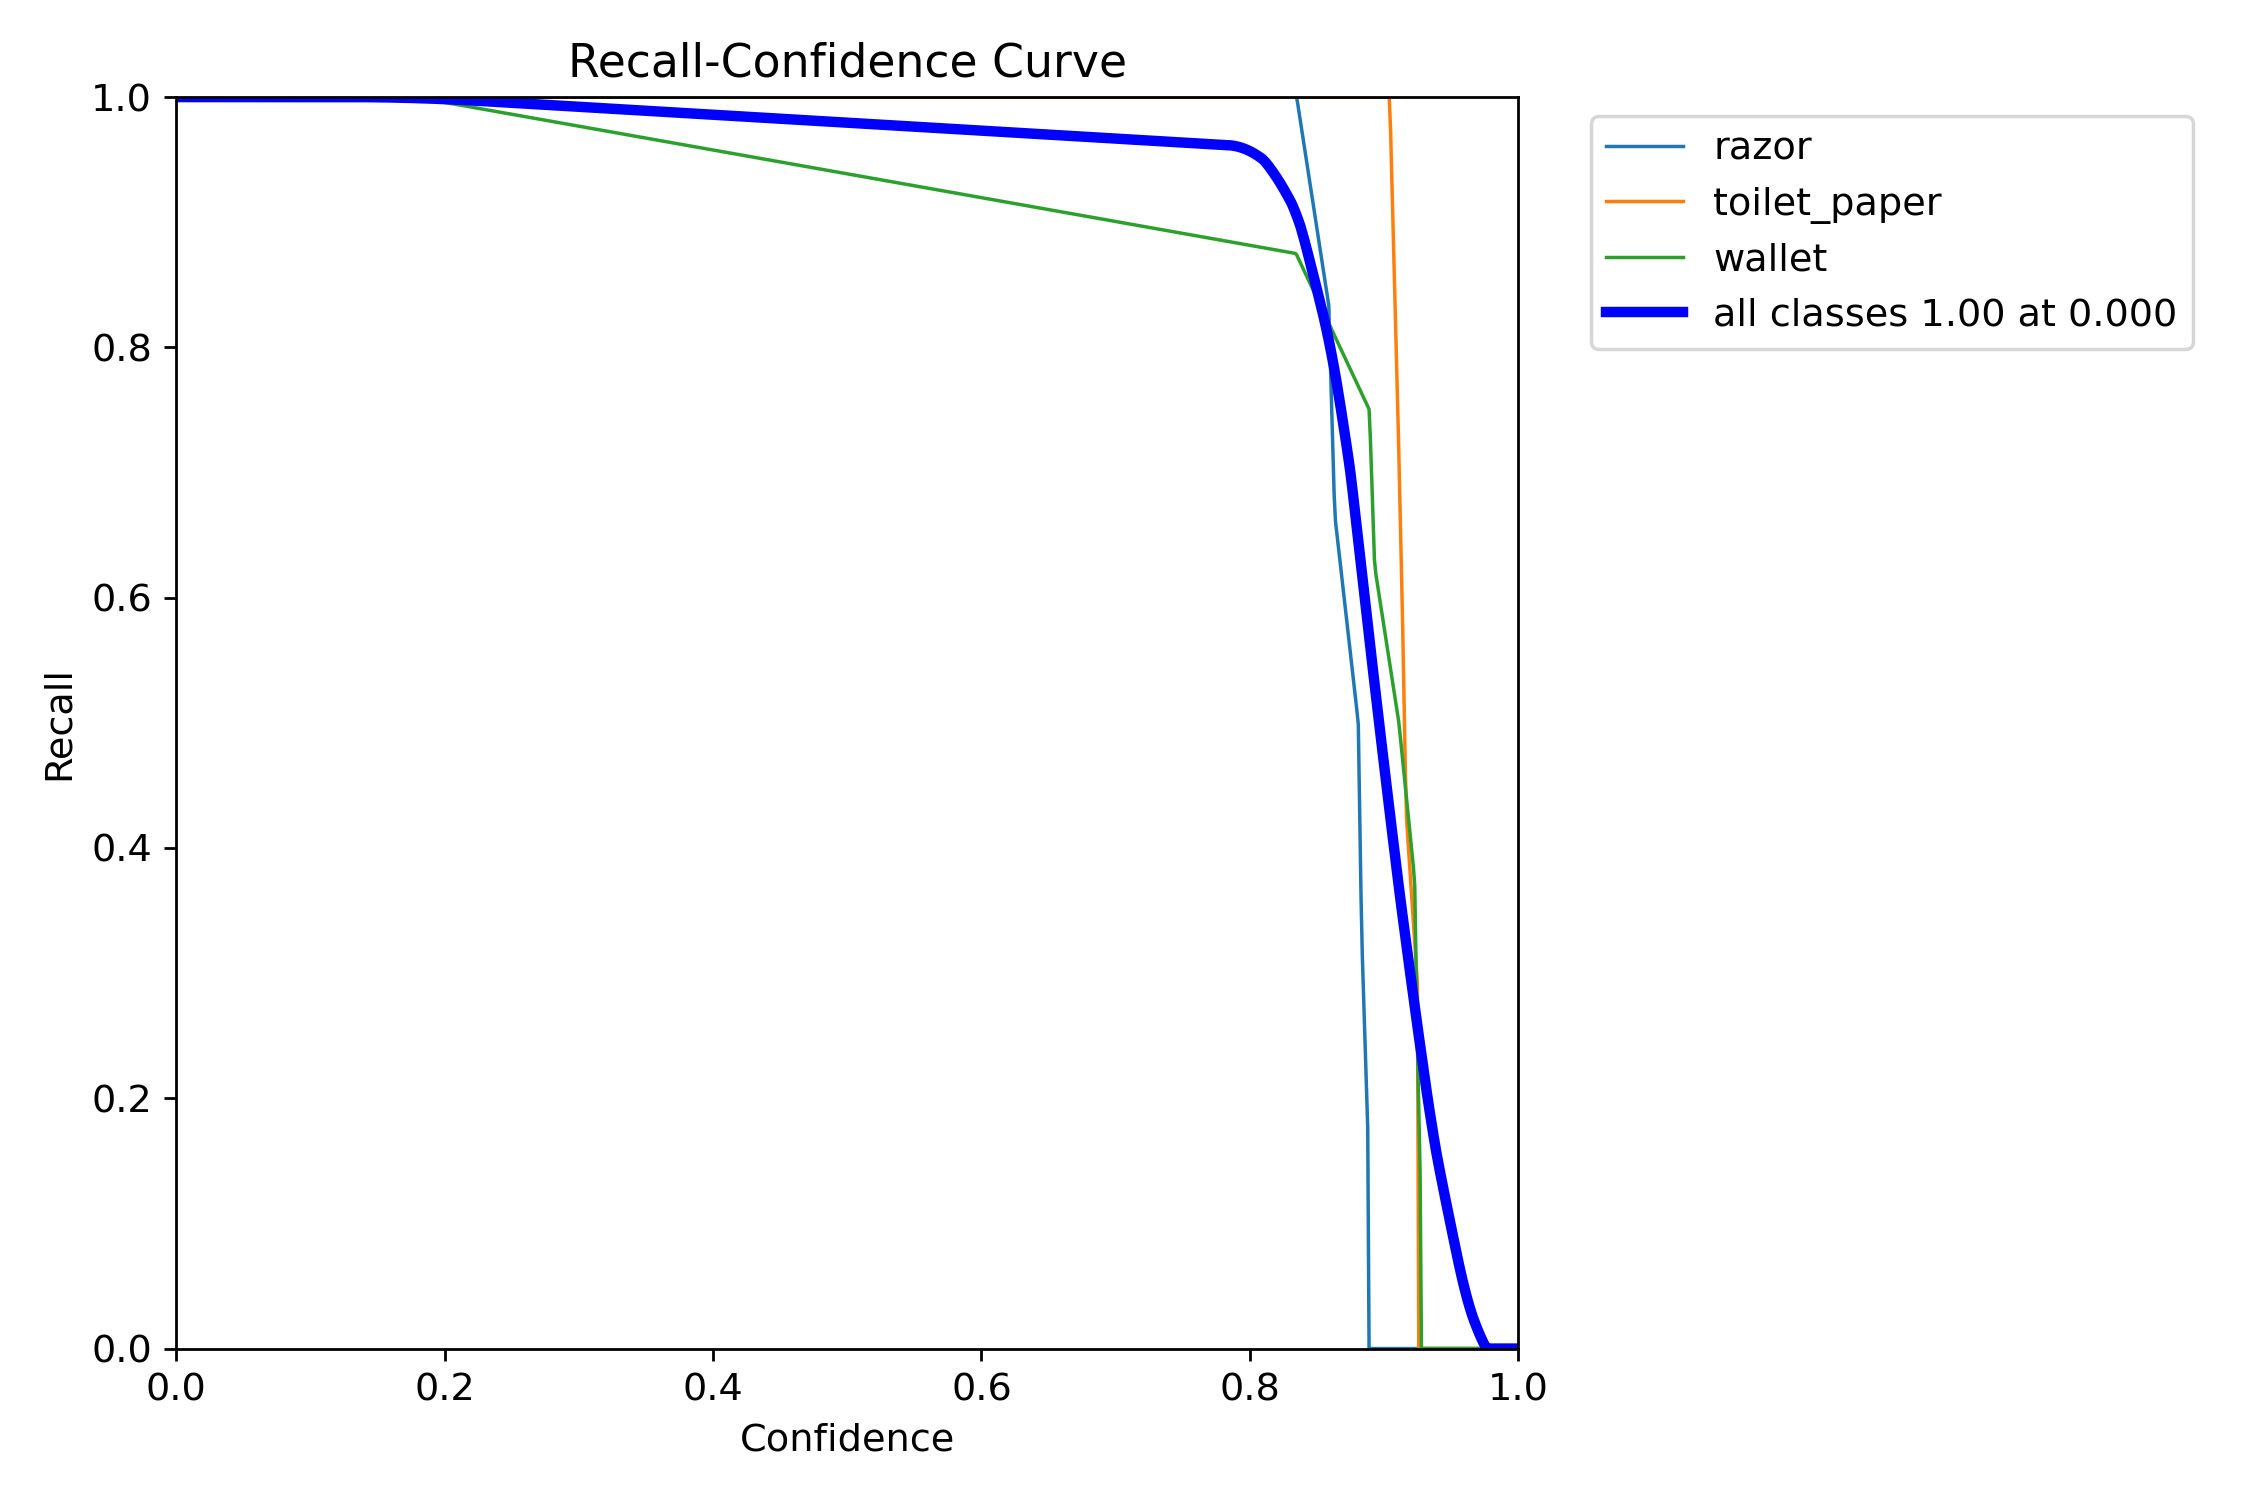 Recall-Confidence Curve
1.0
0.8
0.6
0.4
0.2
0.0
Recall
0.0 0.2 0.4 0.6 0.8 1.0
Confidence
razor
toilet_paper
wallet
all classes 1.00 at 0.000